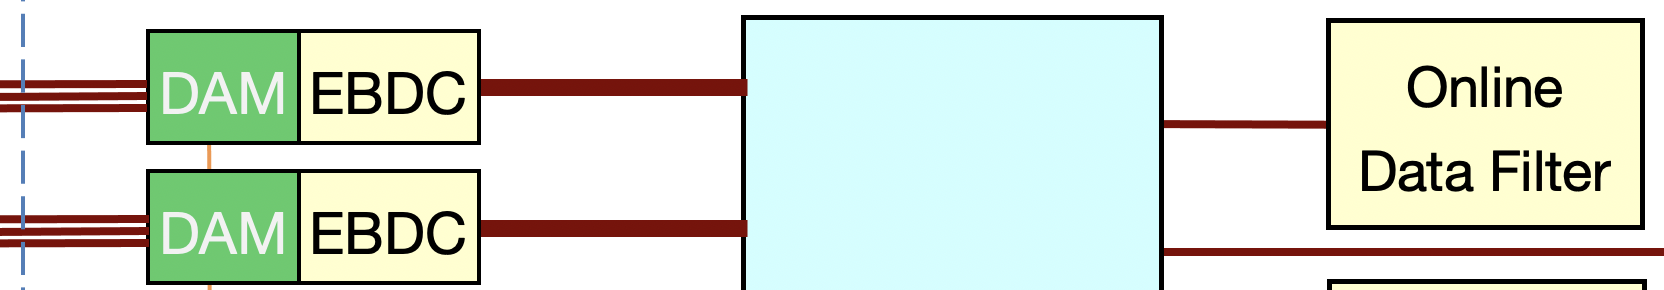 DAM EBDC
Online
Data Filter
DAM EBDC